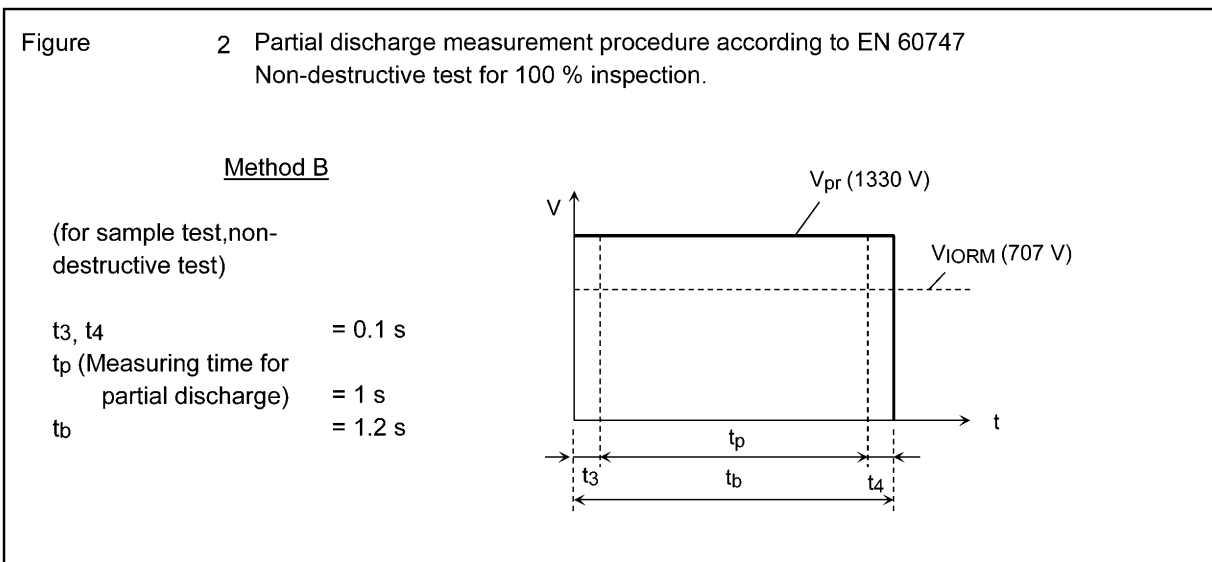 Figure 2 Partial discharge measurement procedure according to EN 60747
Non-destructive test for 100 % inspection.
Method B
(for sample test,non-
destructive test)
t3, t4 = 0.1 s
tp (Measuring time for
partial discharge) = 1 s
tb = 1.2 s
Vpr (1330 V)
V
VIORM (707 V)
t
tp
t3 tb t4